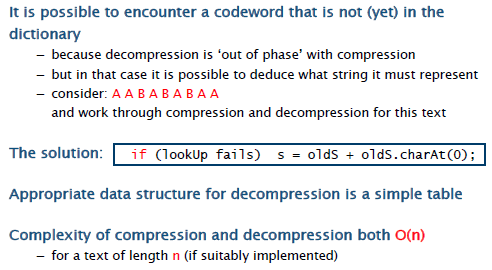 It is possible to encounter a codeword that is not (yet) in the
dictionary
– because decompression is ‘out of phase’ with compression
– but in that case it is possible to deduce what string it must represent
– consider: A A B A B A B A A
and work through compression and decompression for this text
The solution: if (lookUp fails) s = oldS + oldS.charAt(0);
Appropriate data structure for decompression is a simple table
Complexity of compression and decompression both O(n)
– for a text of length n (if suitably implemented)